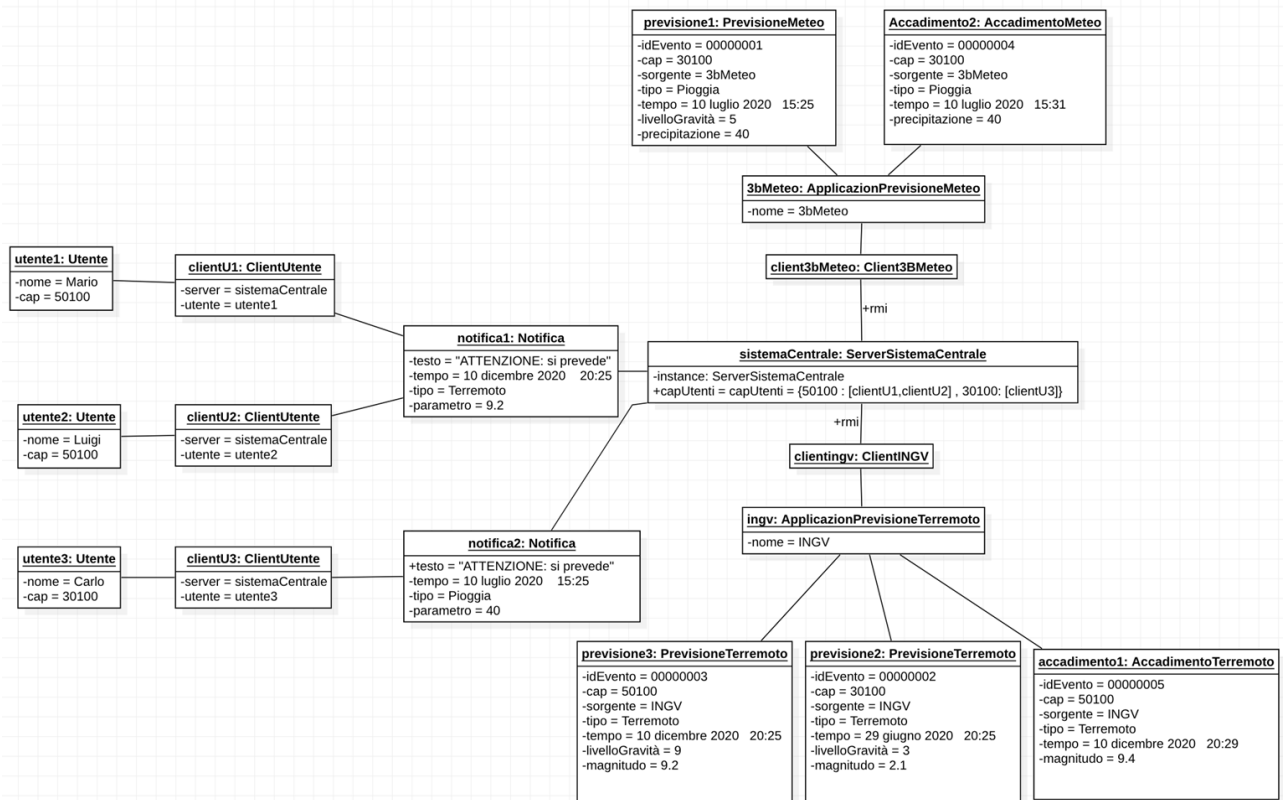 previsione1: PrevisioneMeteo
-idEvento = 00000001
-cap = 30100
-sorgente = 3bMeteo
-tipo = Pioggia
-tempo = 10 luglio 2020   15:25
-livelloGravità = 5
-precipitazione = 40
Accadimento2: AccadimentoMeteo
-idEvento = 00000004
-cap = 30100
-sorgente = 3bMeteo
-tipo = Pioggia
-tempo = 10 luglio 2020   15:31
-precipitazione = 40
3bMeteo: ApplicazionPrevisioneMeteo
-nome = 3bMeteo
client3bMeteo: Client3BMeteo
+rmi
utente1: Utente
-nome = Mario
-cap = 50100
clientU1: ClientUtente
-server = sistemaCentrale
-utente = utente1
notifica1: Notifica
-testo = "ATTENZIONE: si prevede"
-tempo = 10 dicembre 2020    20:25
-tipo = Terremoto
-parametro = 9.2
sistemaCentrale: ServerSistemaCentrale
-instance: ServerSistemaCentrale
+capUtenti = capUtenti = {50100 : [clientU1,clientU2] , 30100: [clientU3]}
utente2: Utente
-nome = Luigi
-cap = 50100
clientU2: ClientUtente
-server = sistemaCentrale
-utente = utente2
+rmi
clientingv: ClientINGV
ingv: ApplicazionPrevisioneTerremoto
-nome = INGV
utente3: Utente
-nome = Carlo
-cap = 30100
clientU3: ClientUtente
-server = sistemaCentrale
-utente = utente3
notifica2: Notifica
+testo = "ATTENZIONE: si prevede"
-tempo = 10 luglio 2020    15:25
-tipo = Pioggia
-parametro = 40
previsione3: PrevisioneTerremoto
-idEvento = 00000003
-cap = 50100
-sorgente = INGV
-tipo = Terremoto
-tempo = 10 dicembre 2020   20:25
-livelloGravità = 9
-magnitudo = 9.2
previsione2: PrevisioneTerremoto
-idEvento = 00000002
-cap = 30100
-sorgente = INGV
-tipo = Terremoto
-tempo = 29 giugno 2020   20:25
-livelloGravità = 3
-magnitudo = 2.1
accadimento1: AccadimentoTerremoto
-idEvento = 00000005
-cap = 50100
-sorgente = INGV
-tipo = Terremoto
-tempo = 10 dicembre 2020   20:29
-magnitudo = 9.4